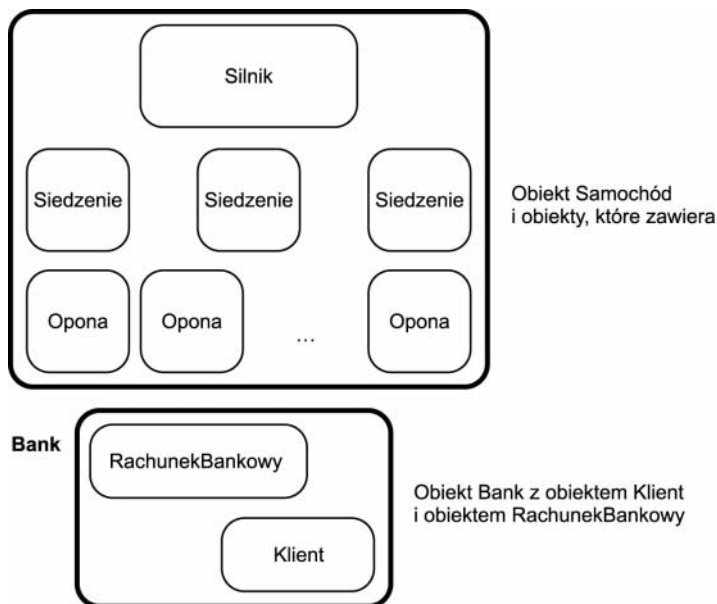 Silnik
Siedzenie Siedzenie Siedzenie
Obiekt Samochód
i obiekty, które zawiera
Opona Opona ... Opona
Bank
RachunekBankowy
Obiekt Bank z obiektem Klient
i obiektem RachunekBankowy
Klient